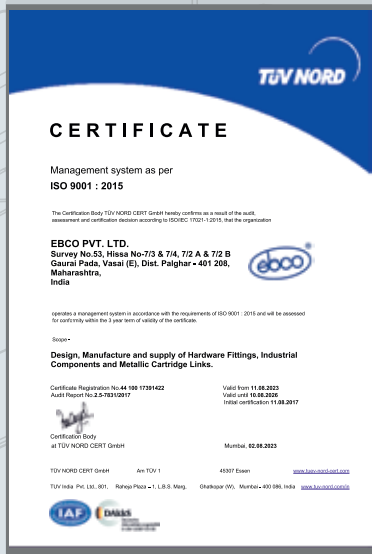 TÜV NORD
CERTIFICATE
Management system as per
ISO 9001 : 2015
The Certification Body TÜV NORD CERT GmbH hereby confirms as a result of the audit,
assessment and certification decision according to ISO/IEC 17021-1:2015, that the organization
EBCO PVT. LTD.
Survey No.53, Hissa No-7/3 & 7/4, 7/2 A & 7/2 B
Gaurai Pada, Vasai (E), Dist. Palghar - 401 208,
Maharashtra,
India
ebco
operates a management system in accordance with the requirements of ISO 9001 : 2015 and will be assessed
for conformity within the 3 year term of validity of the certificate.
Scope -
Design, Manufacture and supply of Hardware Fittings, Industrial
Components and Metallic Cartridge Links.
Certificate Registration No.44 100 17391422 Valid from 11.08.2023
Audit Report No.2.5-7831/2017 Valid until 10.08.2026
Initial certification 11.08.2017
Certification Body
at TÜV NORD CERT GmbH Mumbai, 02.08.2023
TÜV NORD CERT GmbH Am TÜV 1 45307 Essen www.tuev-nord-cert.com
TÜV India Pvt. Ltd., 801, Raheja Plaza - 1, L.B.S. Marg, Ghatkopar (W), Mumbai - 400 086, India www.tuv-nord.com/in
IAF DAkkS